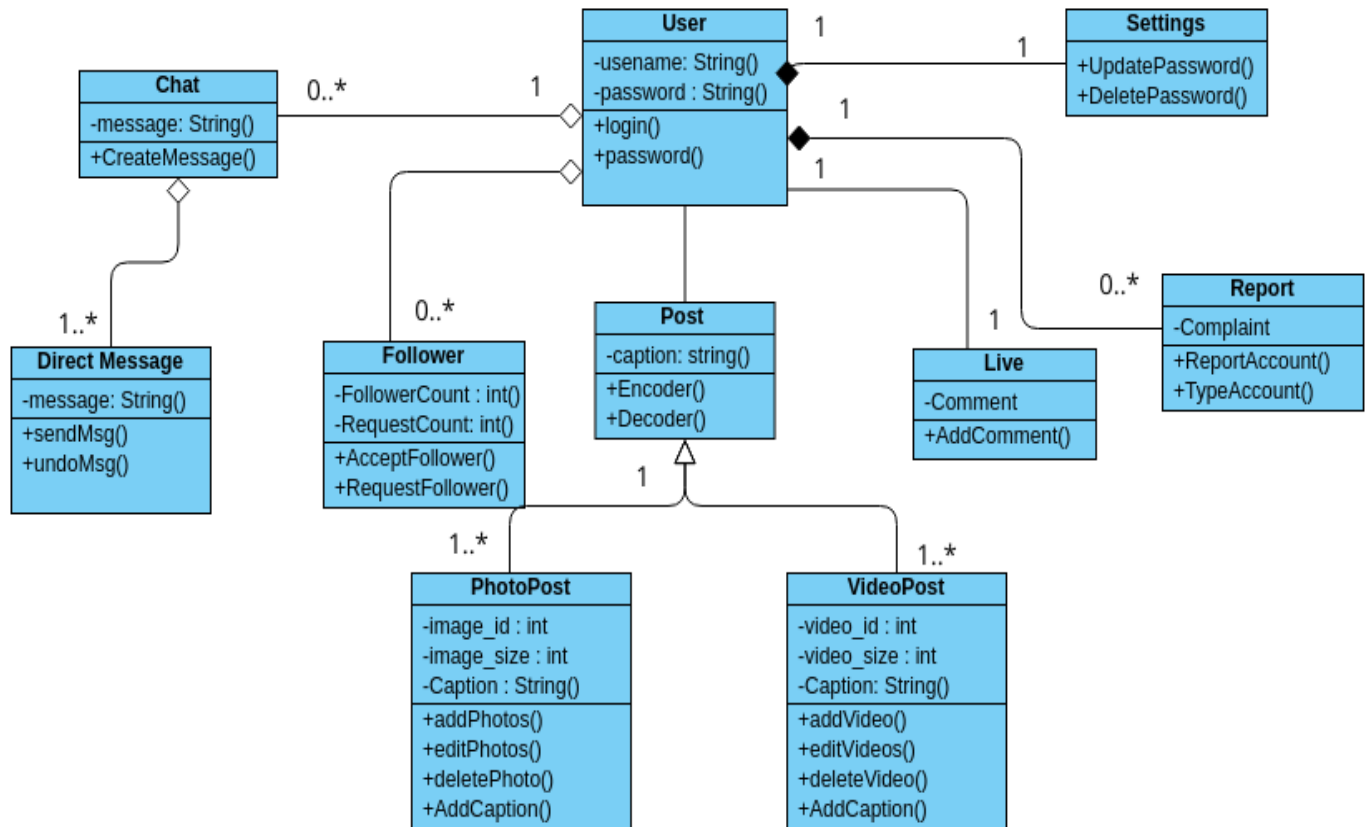 User
-usename: String()
-password : String()
+login()
+password()
1
1
Settings
+UpdatePassword()
+DeletePassword()
Chat
-message: String()
+CreateMessage()
0..*
1
1
1
1..*
Direct Message
-message: String()
+sendMsg()
+undoMsg()
0..*
Follower
-FollowerCount : int()
-RequestCount: int()
+AcceptFollower()
+RequestFollower()
Post
-caption: string()
+Encoder()
+Decoder()
1
Live
-Comment
+AddComment()
0..*
Report
-Complaint
+ReportAccount()
+TypeAccount()
1
1..*
1..*
PhotoPost
-image_id : int
-image_size : int
-Caption : String()
+addPhotos()
+editPhotos()
+deletePhoto()
+AddCaption()
VideoPost
-video_id : int
-video_size : int
-Caption: String()
+addVideo()
+editVideos()
+deleteVideo()
+AddCaption()